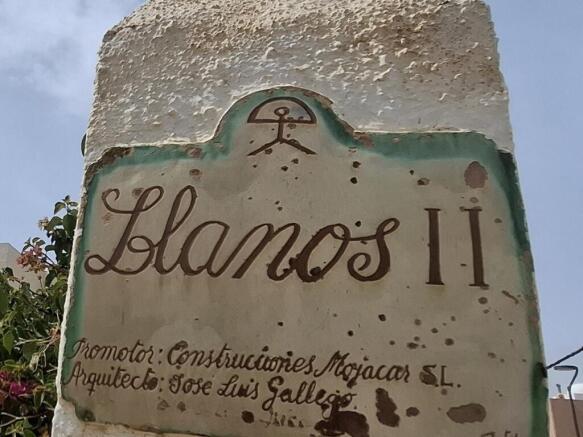 Llanos II
Promotor: Construcciones Mojacar S.L.
Arquitecto: Jose Luis Gallego